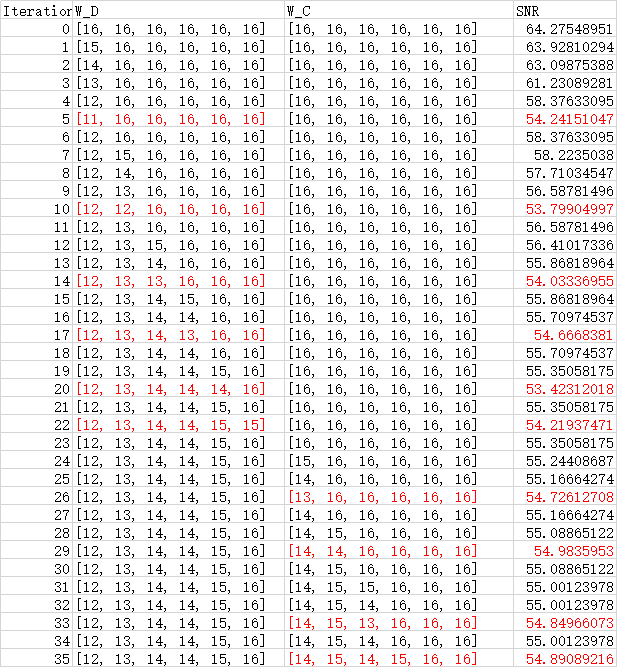 Iteration W_D W_C SNR
0 [16, 16, 16, 16, 16, 16] [16, 16, 16, 16, 16, 16] 64.27548951
1 [15, 16, 16, 16, 16, 16] [16, 16, 16, 16, 16, 16] 63.92810294
2 [14, 16, 16, 16, 16, 16] [16, 16, 16, 16, 16, 16] 63.09875388
3 [13, 16, 16, 16, 16, 16] [16, 16, 16, 16, 16, 16] 61.23089281
4 [12, 16, 16, 16, 16, 16] [16, 16, 16, 16, 16, 16] 58.37633095
5 [11, 16, 16, 16, 16, 16] [16, 16, 16, 16, 16, 16] 54.24151047
6 [12, 16, 16, 16, 16, 16] [16, 16, 16, 16, 16, 16] 58.37633095
7 [12, 15, 16, 16, 16, 16] [16, 16, 16, 16, 16, 16] 58.2235038
8 [12, 14, 16, 16, 16, 16] [16, 16, 16, 16, 16, 16] 57.71034547
9 [12, 13, 16, 16, 16, 16] [16, 16, 16, 16, 16, 16] 56.58781496
10 [12, 12, 16, 16, 16, 16] [16, 16, 16, 16, 16, 16] 53.79904997
11 [12, 13, 16, 16, 16, 16] [16, 16, 16, 16, 16, 16] 56.58781496
12 [12, 13, 15, 16, 16, 16] [16, 16, 16, 16, 16, 16] 56.41017336
13 [12, 13, 14, 16, 16, 16] [16, 16, 16, 16, 16, 16] 55.86818964
14 [12, 13, 13, 16, 16, 16] [16, 16, 16, 16, 16, 16] 54.03336955
15 [12, 13, 14, 15, 16, 16] [16, 16, 16, 16, 16, 16] 55.86818964
16 [12, 13, 14, 14, 16, 16] [16, 16, 16, 16, 16, 16] 55.70974537
17 [12, 13, 14, 13, 16, 16] [16, 16, 16, 16, 16, 16] 54.6668381
18 [12, 13, 14, 14, 16, 16] [16, 16, 16, 16, 16, 16] 55.70974537
19 [12, 13, 14, 14, 15, 16] [16, 16, 16, 16, 16, 16] 55.35058175
20 [12, 13, 14, 14, 14, 16] [16, 16, 16, 16, 16, 16] 53.42312018
21 [12, 13, 14, 14, 15, 16] [16, 16, 16, 16, 16, 16] 55.35058175
22 [12, 13, 14, 14, 15, 15] [16, 16, 16, 16, 16, 16] 54.21937471
23 [12, 13, 14, 14, 15, 16] [16, 16, 16, 16, 16, 16] 55.35058175
24 [12, 13, 14, 14, 15, 16] [15, 16, 16, 16, 16, 16] 55.24408687
25 [12, 13, 14, 14, 15, 16] [14, 16, 16, 16, 16, 16] 55.16664274
26 [12, 13, 14, 14, 15, 16] [13, 16, 16, 16, 16, 16] 54.72612708
27 [12, 13, 14, 14, 15, 16] [14, 16, 16, 16, 16, 16] 55.16664274
28 [12, 13, 14, 14, 15, 16] [14, 15, 16, 16, 16, 16] 55.08865122
29 [12, 13, 14, 14, 15, 16] [14, 14, 16, 16, 16, 16] 54.9835953
30 [12, 13, 14, 14, 15, 16] [14, 15, 16, 16, 16, 16] 55.08865122
31 [12, 13, 14, 14, 15, 16] [14, 15, 15, 16, 16, 16] 55.00123978
32 [12, 13, 14, 14, 15, 16] [14, 15, 14, 16, 16, 16] 55.00123978
33 [12, 13, 14, 14, 15, 16] [14, 15, 13, 16, 16, 16] 54.84966073
34 [12, 13, 14, 14, 15, 16] [14, 15, 14, 16, 16, 16] 55.00123978
35 [12, 13, 14, 14, 15, 16] [14, 15, 14, 15, 16, 16] 54.89089216